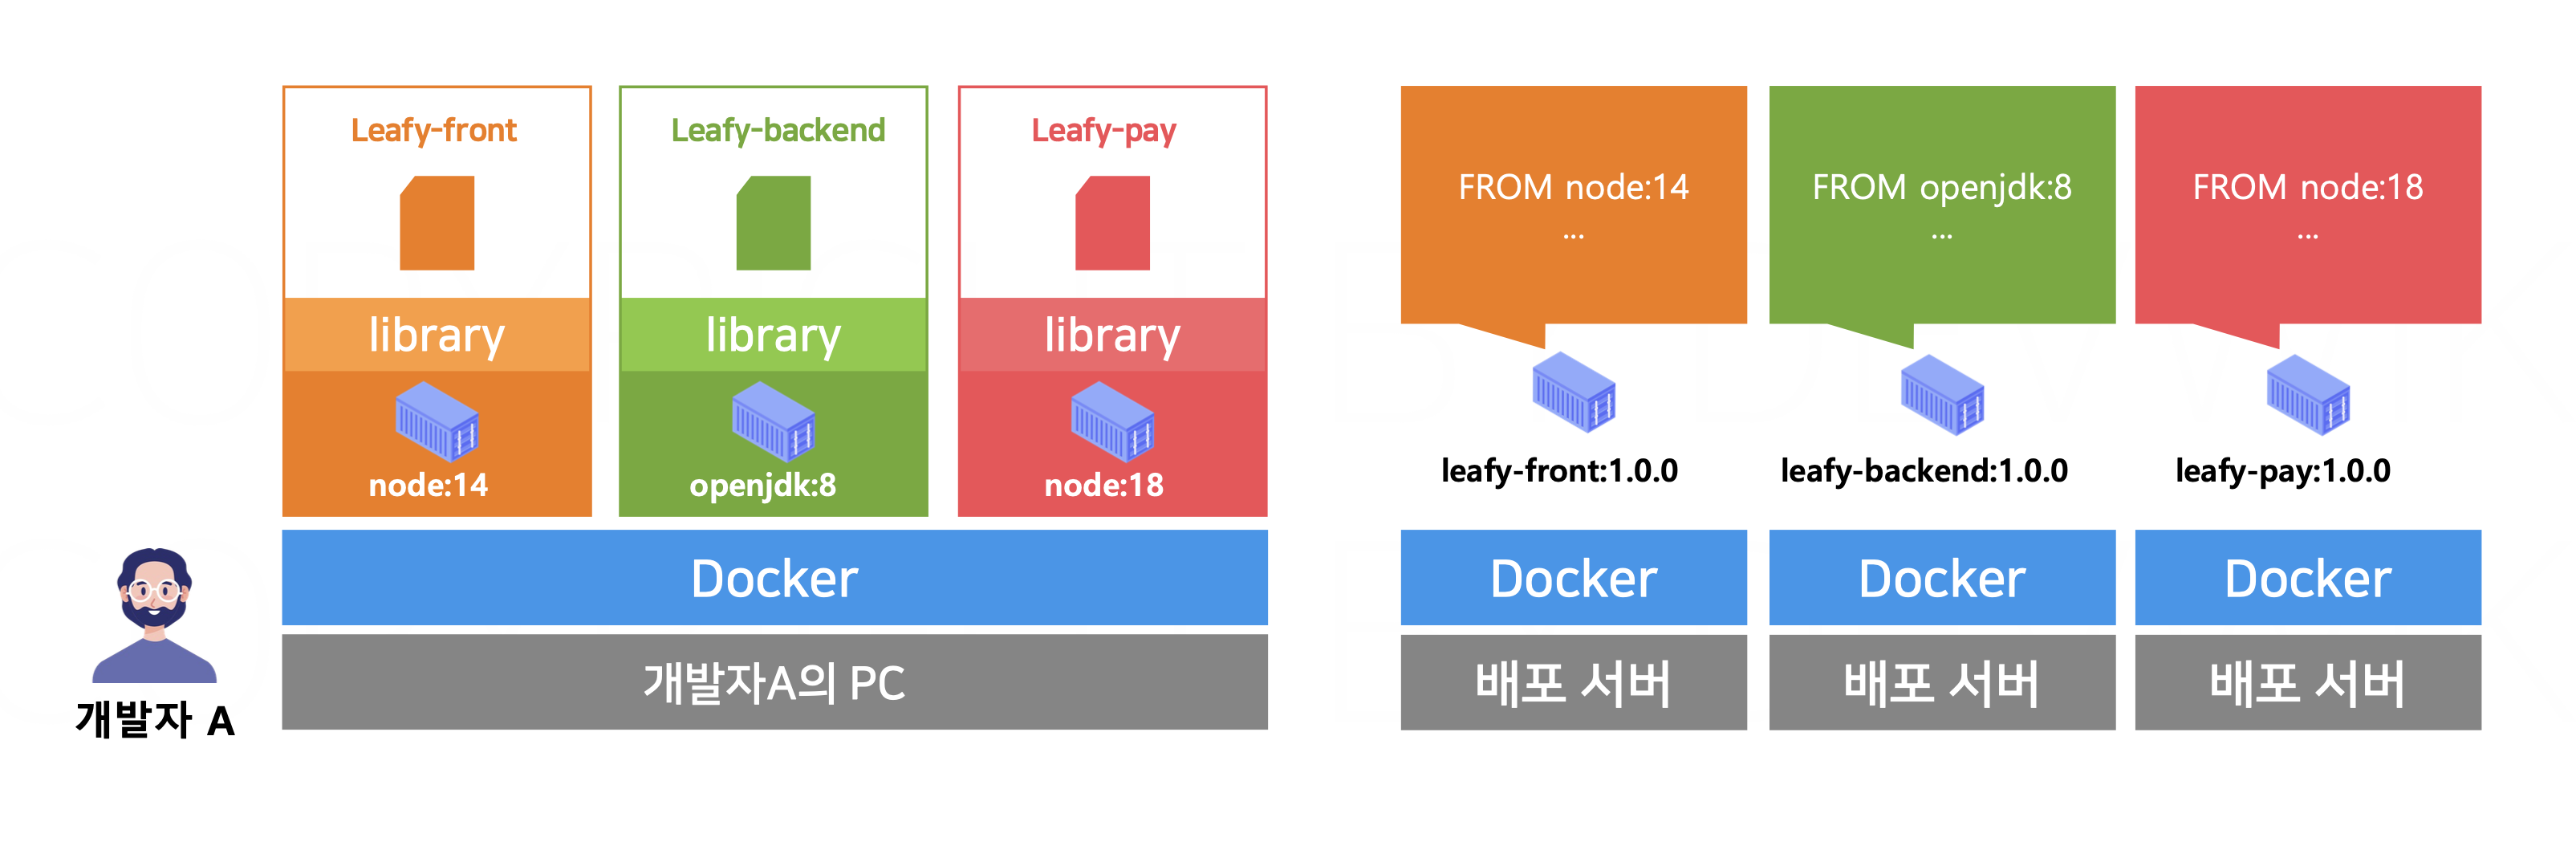 Leafy-front
library
node:14
Leafy-backend
library
openjdk:8
Leafy-pay
library
node:18
Docker
개발자A의 PC
개발자 A
FROM node:14
...
leafy-front:1.0.0
Docker
배포 서버
FROM openjdk:8
...
leafy-backend:1.0.0
Docker
배포 서버
FROM node:18
...
leafy-pay:1.0.0
Docker
배포 서버